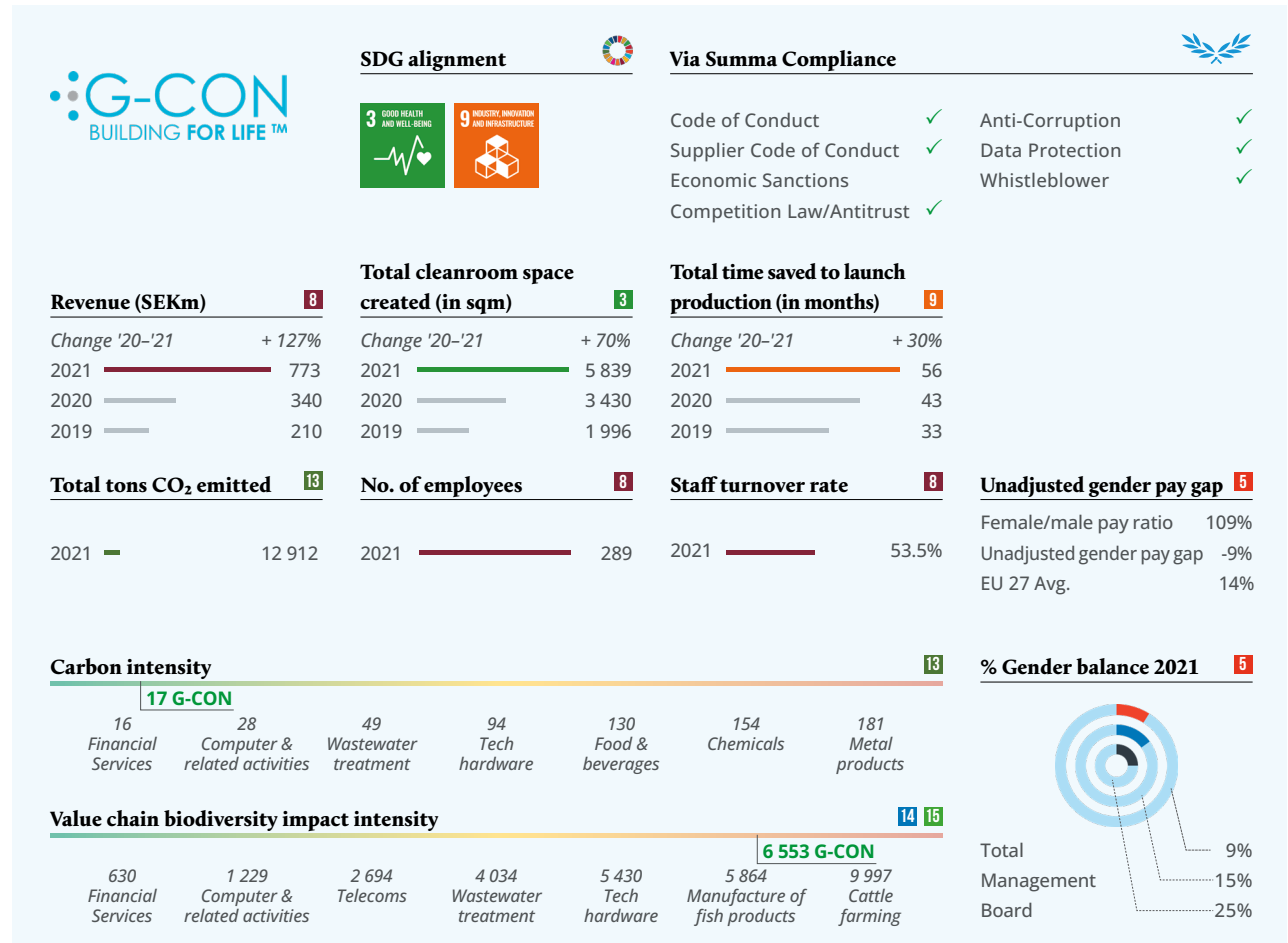 G-CON
BUILDING FOR LIFE ™
SDG alignment
3 GOOD HEALTH
AND WELL-BEING
9 INDUSTRY, INNOVATION
AND INFRASTRUCTURE
Via Summa Compliance
Code of Conduct ✓
Supplier Code of Conduct ✓
Economic Sanctions
Competition Law/Antitrust ✓
Anti-Corruption ✓
Data Protection ✓
Whistleblower ✓
Revenue (SEKm) 8
Change '20–'21 + 127%
2021 773
2020 340
2019 210
Total cleanroom space
created (in sqm) 3
Change '20–'21 + 70%
2021 5 839
2020 3 430
2019 1 996
Total time saved to launch
production (in months) 9
Change '20–'21 + 30%
2021 56
2020 43
2019 33
Total tons CO₂ emitted 13
2021 12 912
No. of employees 8
2021 289
Staff turnover rate 8
2021 53.5%
Unadjusted gender pay gap 5
Female/male pay ratio 109%
Unadjusted gender pay gap -9%
EU 27 Avg. 14%
Carbon intensity 13
17 G-CON
16
Financial
Services
28
Computer &
related activities
49
Wastewater
treatment
94
Tech
hardware
130
Food &
beverages
154
Chemicals
181
Metal
products
Value chain biodiversity impact intensity 14 15
6 553 G-CON
630
Financial
Services
1 229
Computer &
related activities
2 694
Telecoms
4 034
Wastewater
treatment
5 430
Tech
hardware
5 864
Manufacture of
fish products
9 997
Cattle
farming
% Gender balance 2021 5
Total 9%
Management 15%
Board 25%